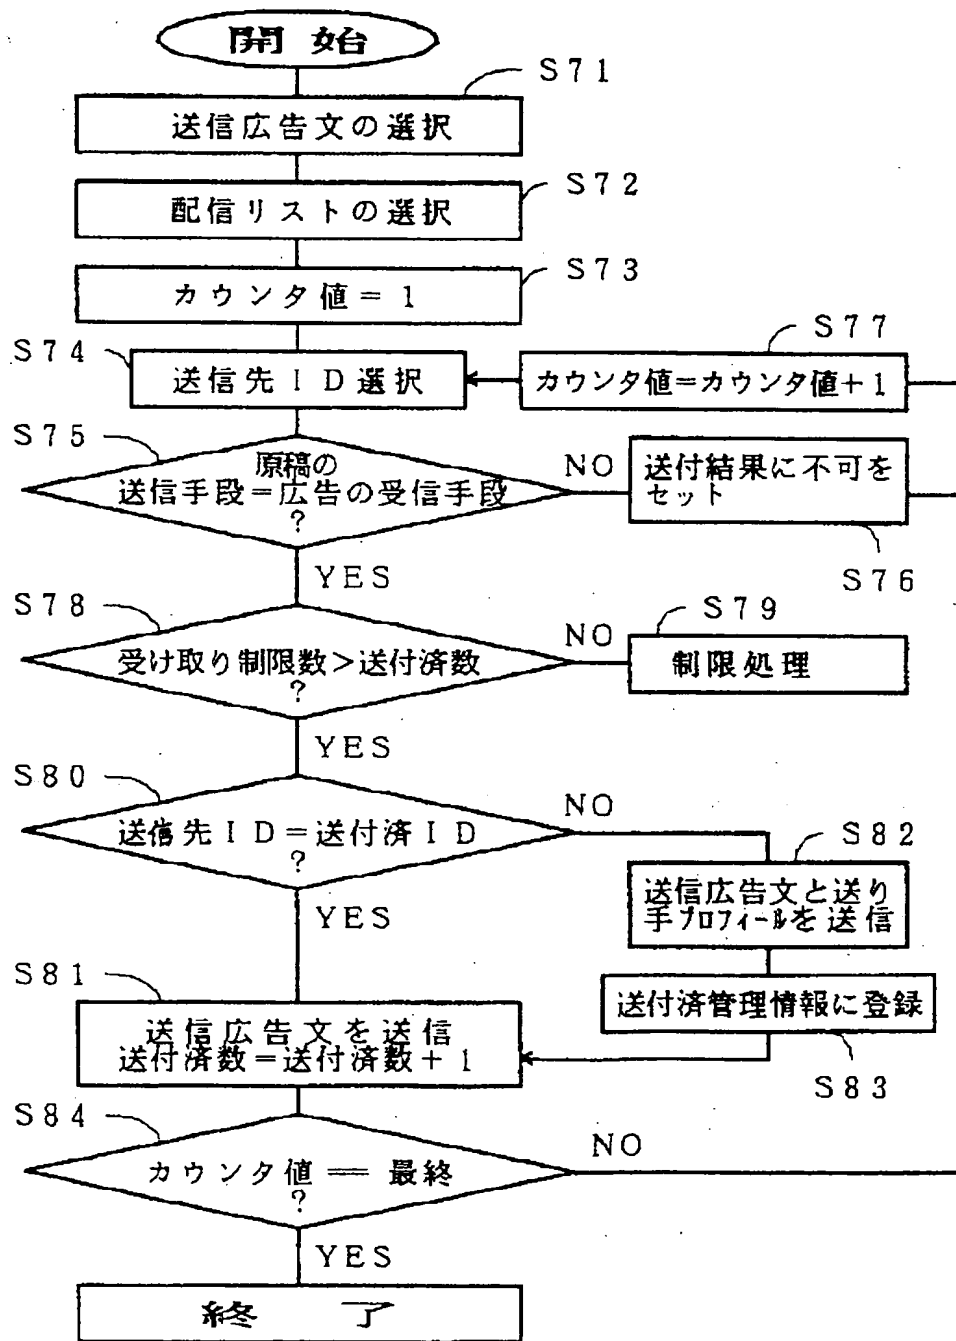 開始
S71
送信広告文の選択
S72
配信リストの選択
S73
カウンタ値=1
S74
送信先ID選択
S77
カウンタ値=カウンタ値+1
S75
原稿の
送信手段=広告の受信手段
?
NO
送付結果に不可を
セット
S76
YES
S78
受け取り制限数>送付済数
?
NO
S79
制限処理
YES
S80
送信先ID=送付済ID
?
NO
S82
送信広告文と送り
手プロフィールを送信
YES
S81
送付済管理情報に登録
S83
送信広告文を送信
送付済数=送付済数+1
S84
カウンタ値==最終
?
NO
YES
終了